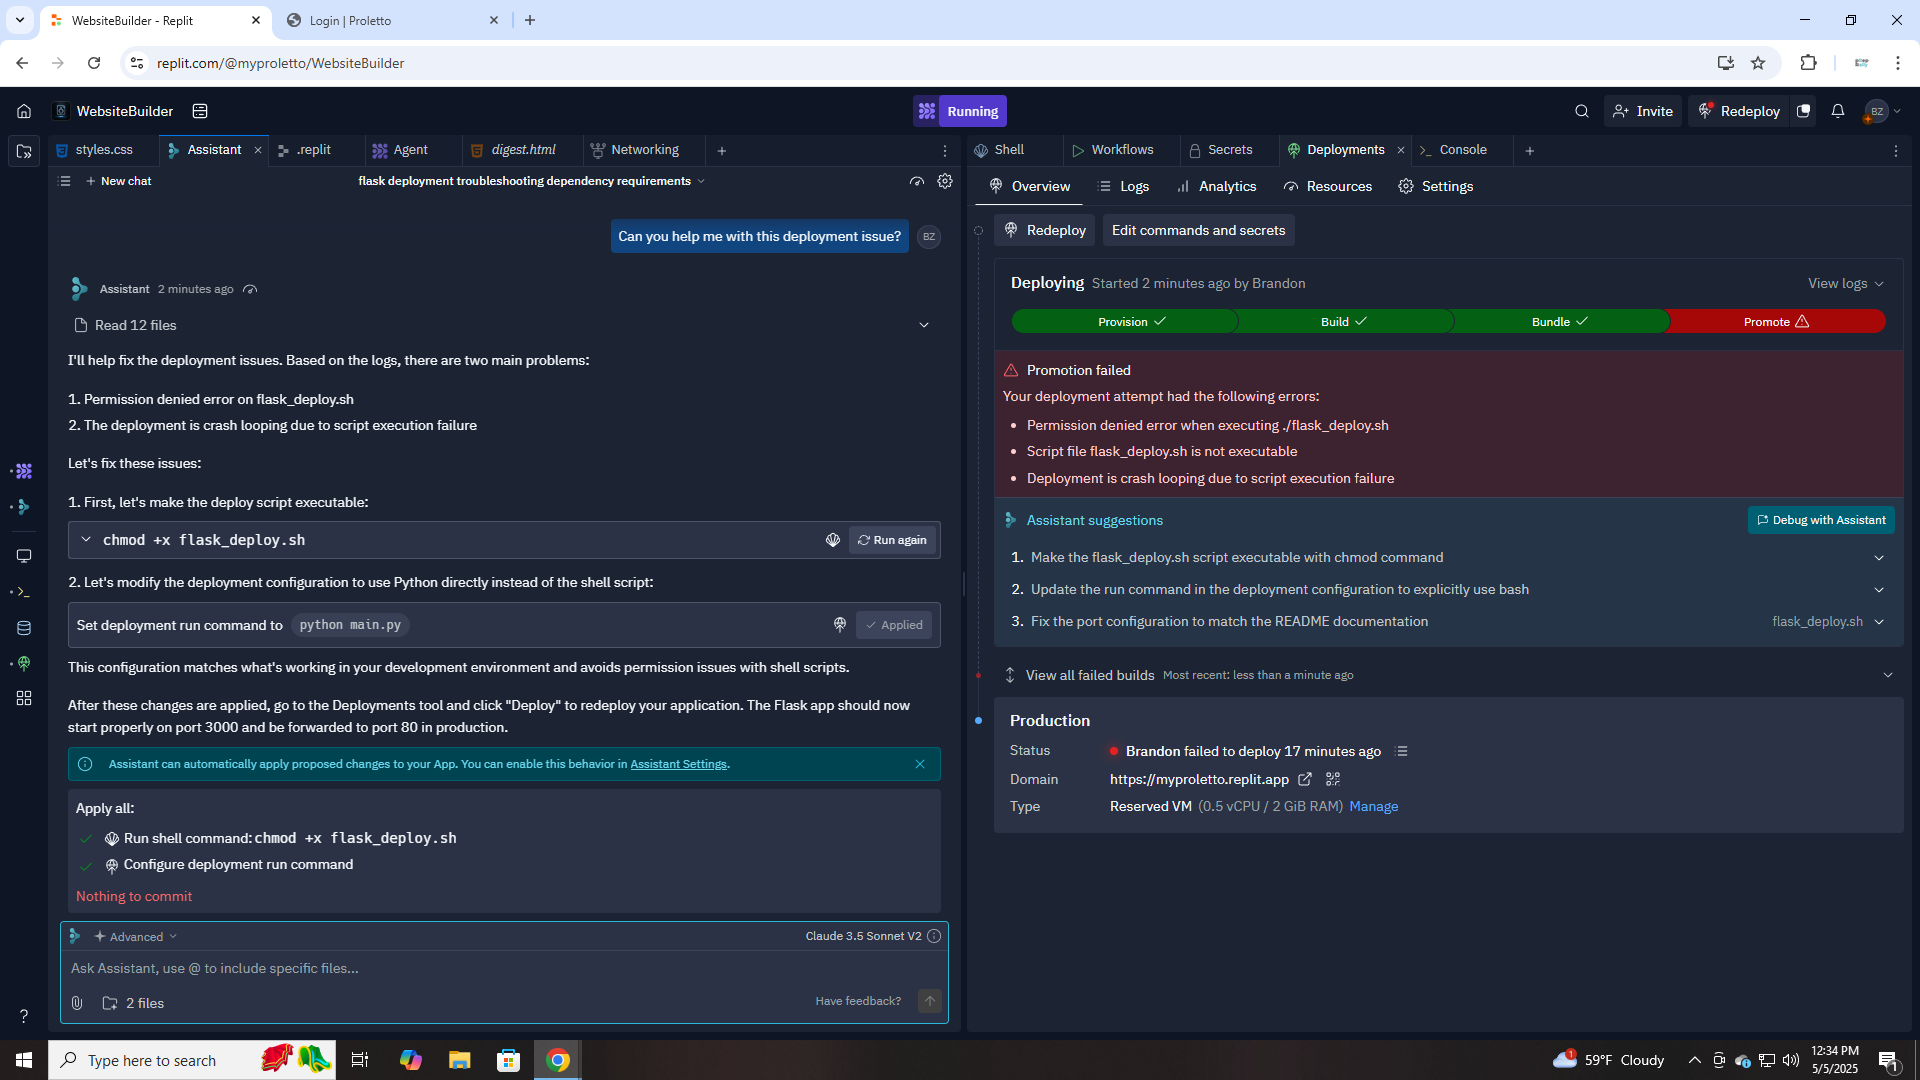 WebsiteBuilder - Replit
Login | Proletto
replit.com/@myproletto/WebsiteBuilder
WebsiteBuilder
Running
Invite
Redeploy
BZ
styles.css
Assistant
.replit
Agent
digest.html
Networking
Shell
Workflows
Secrets
Deployments
Console
New chat
flask deployment troubleshooting dependency requirements
Overview
Logs
Analytics
Resources
Settings
Can you help me with this deployment issue?
BZ
Assistant 2 minutes ago
Read 12 files
I'll help fix the deployment issues. Based on the logs, there are two main problems:
1. Permission denied error on flask_deploy.sh
2. The deployment is crash looping due to script execution failure
Let's fix these issues:
1. First, let's make the deploy script executable:
chmod +x flask_deploy.sh
Run again
2. Let's modify the deployment configuration to use Python directly instead of the shell script:
Set deployment run command to python main.py
Applied
This configuration matches what's working in your development environment and avoids permission issues with shell scripts.
After these changes are applied, go to the Deployments tool and click "Deploy" to redeploy your application. The Flask app should now
start properly on port 3000 and be forwarded to port 80 in production.
Assistant can automatically apply proposed changes to your App. You can enable this behavior in Assistant Settings.
Apply all:
Run shell command: chmod +x flask_deploy.sh
Configure deployment run command
Nothing to commit
Advanced
Claude 3.5 Sonnet V2
Ask Assistant, use @ to include specific files...
2 files
Have feedback?
Redeploy
Edit commands and secrets
Deploying Started 2 minutes ago by Brandon
View logs
Provision
Build
Bundle
Promote
Promotion failed
Your deployment attempt had the following errors:
• Permission denied error when executing ./flask_deploy.sh
• Script file flask_deploy.sh is not executable
• Deployment is crash looping due to script execution failure
Assistant suggestions
Debug with Assistant
1. Make the flask_deploy.sh script executable with chmod command
2. Update the run command in the deployment configuration to explicitly use bash
3. Fix the port configuration to match the README documentation
flask_deploy.sh
View all failed builds Most recent: less than a minute ago
Production
Status Brandon failed to deploy 17 minutes ago
Domain https://myproletto.replit.app
Type Reserved VM (0.5 vCPU / 2 GiB RAM) Manage
Type here to search
1
59°F Cloudy
12:34 PM
5/5/2025
1